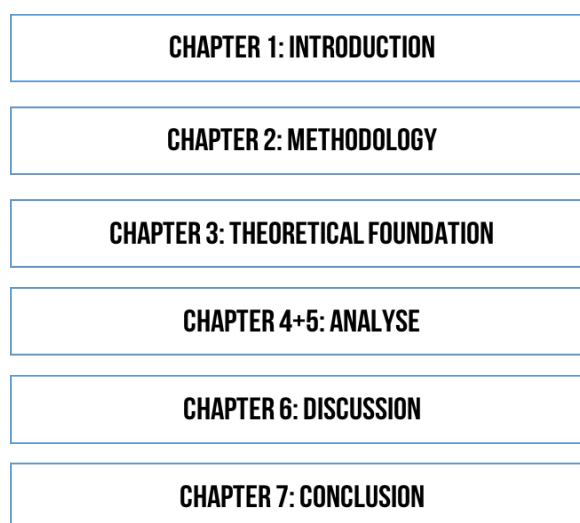 CHAPTER 1: INTRODUCTION
CHAPTER 2: METHODOLOGY
CHAPTER 3: THEORETICAL FOUNDATION
CHAPTER 4+5: ANALYSE
CHAPTER 6: DISCUSSION
CHAPTER 7: CONCLUSION